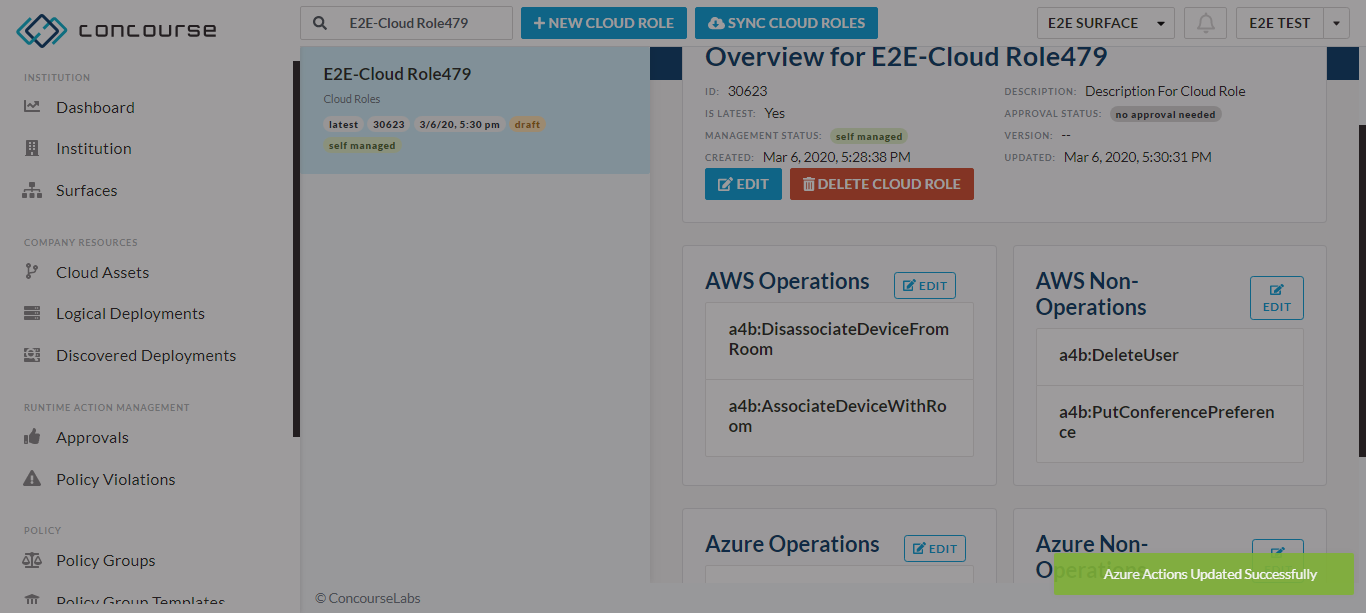 concourse
E2E-Cloud Role479
NEW CLOUD ROLE
SYNC CLOUD ROLES
E2E SURFACE
E2E TEST
INSTITUTION
Dashboard
Institution
Surfaces
COMPANY RESOURCES
Cloud Assets
Logical Deployments
Discovered Deployments
RUNTIME ACTION MANAGEMENT
Approvals
Policy Violations
POLICY
Policy Groups
Policy Group Templates
E2E-Cloud Role479
Cloud Roles
latest 30623 3/6/20, 5:30 pm draft
self managed
Overview for E2E-Cloud Role479
ID: 30623
IS LATEST: Yes
MANAGEMENT STATUS: self managed
CREATED: Mar 6, 2020, 5:28:38 PM
DESCRIPTION: Description For Cloud Role
APPROVAL STATUS: no approval needed
VERSION: --
UPDATED: Mar 6, 2020, 5:30:31 PM
EDIT
DELETE CLOUD ROLE
AWS Operations
EDIT
a4b:DisassociateDeviceFrom
Room
a4b:AssociateDeviceWithRo
om
AWS Non-
Operations
EDIT
a4b:DeleteUser
a4b:PutConferencePreferen
ce
Azure Operations
EDIT
Azure Non-
Operations
Azure Actions Updated Successfully
© ConcourseLabs